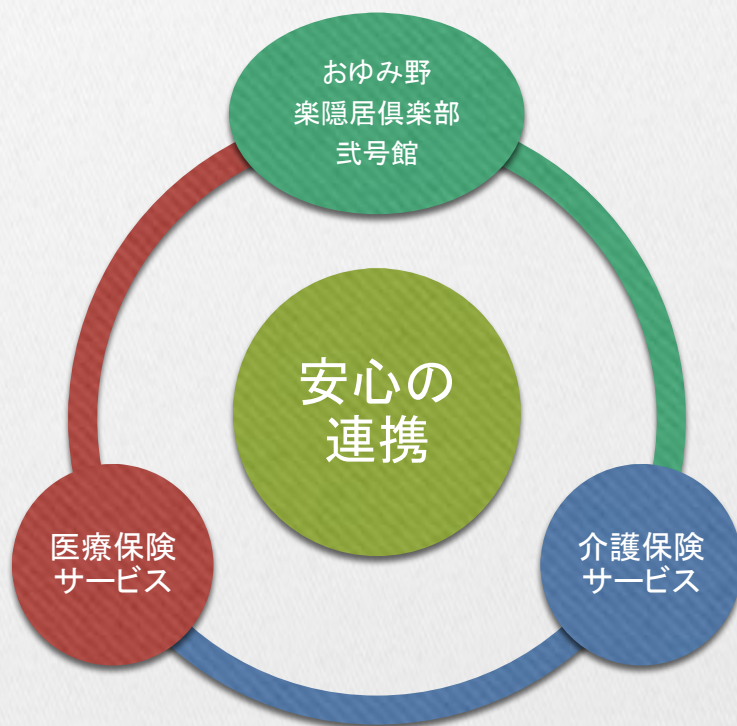 おゆみ野
楽隠居倶楽部
弐号館
安心の
連携
医療保険
サービス
介護保険
サービス